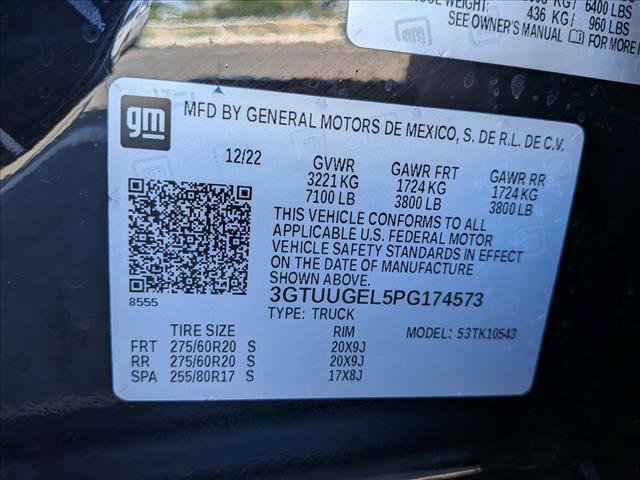 KG / 6400 LBS
WEIGHT: 436 KG / 960 LBS
SEE OWNER'S MANUAL FOR MORE
gm
MFD BY GENERAL MOTORS DE MEXICO, S. DE R.L. DE C.V.
12/22 GVWR GAWR FRT GAWR RR
3221 KG 1724 KG 1724 KG
7100 LB 3800 LB 3800 LB
THIS VEHICLE CONFORMS TO ALL
APPLICABLE U.S. FEDERAL MOTOR
VEHICLE SAFETY STANDARDS IN EFFECT
ON THE DATE OF MANUFACTURE
SHOWN ABOVE.
8555
3GTUUGEL5PG174573
TYPE: TRUCK
TIRE SIZE RIM MODEL: 53TK10543
FRT 275/60R20 S 20X9J
RR 275/60R20 S 20X9J
SPA 255/80R17 S 17X8J